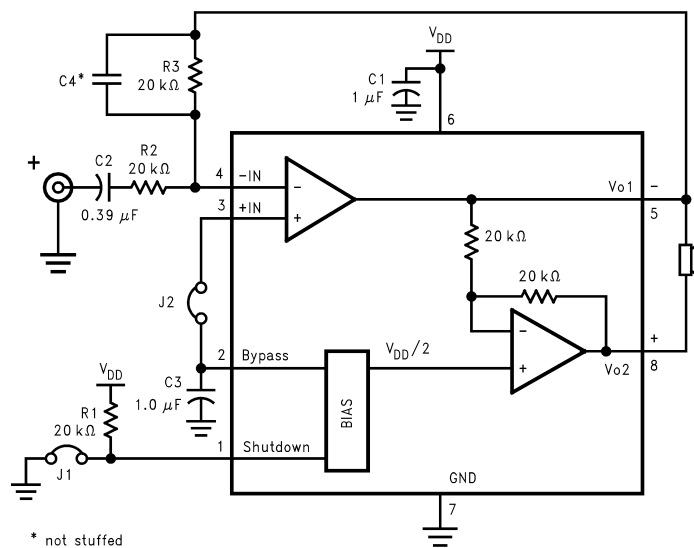 V_DD
C4*
R3
20 kΩ
C1
1 μF
6
+
C2
R2
20 kΩ
0.39 μF
4
-IN
3
+IN
-
+
Vo1
-
5
20 kΩ
20 kΩ
J2
-
+
Vo2
+
8
2
Bypass
V_DD/2
C3
1.0 μF
BIAS
V_DD
R1
20 kΩ
1
Shutdown
J1
GND
7
* not stuffed